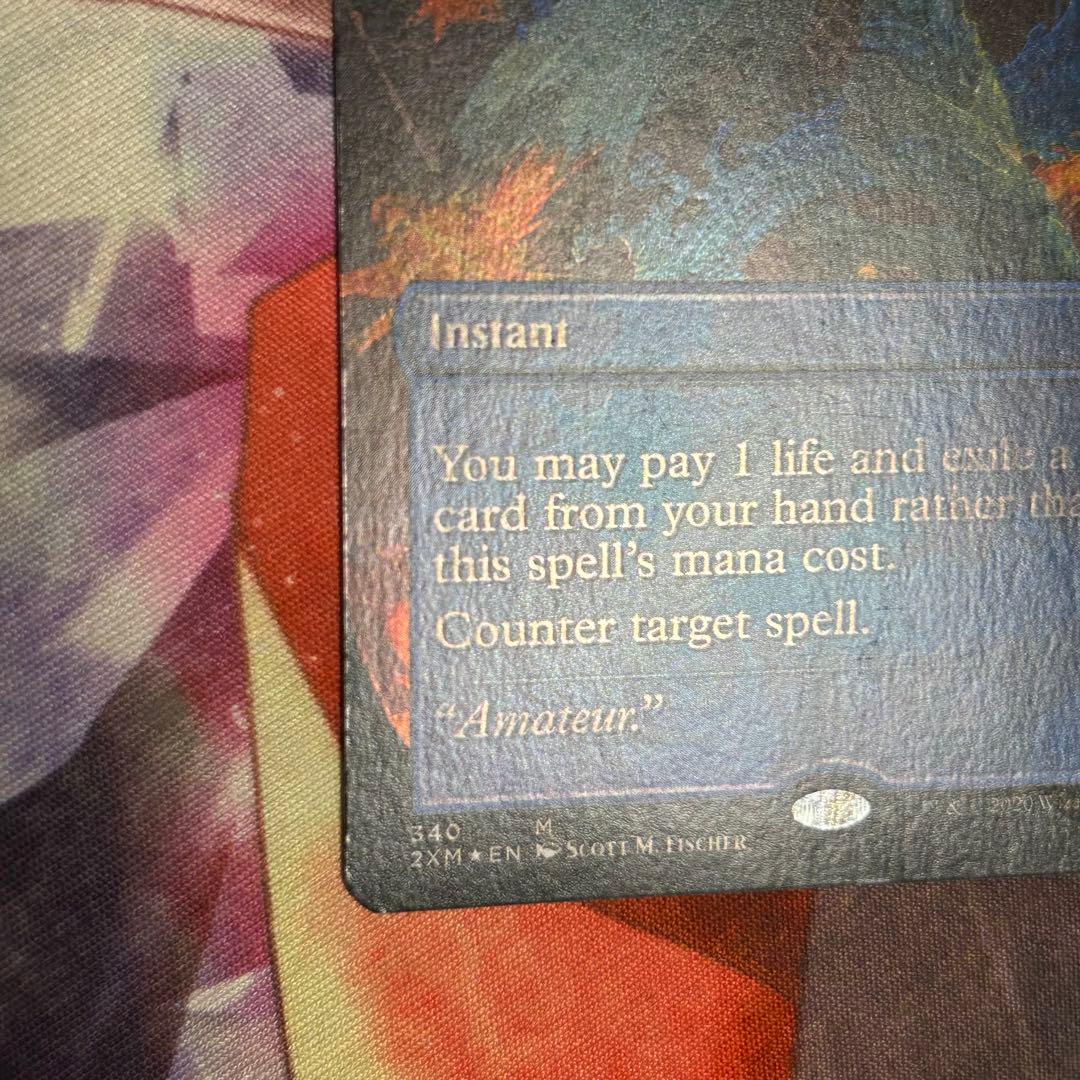 Instant
You may pay 1 life and exile a
card from your hand rather tha
this spell's mana cost.
Counter target spell.
"Amateur."
340 M
2XM★EN SCOTT M. FISCHER
& 2020 W